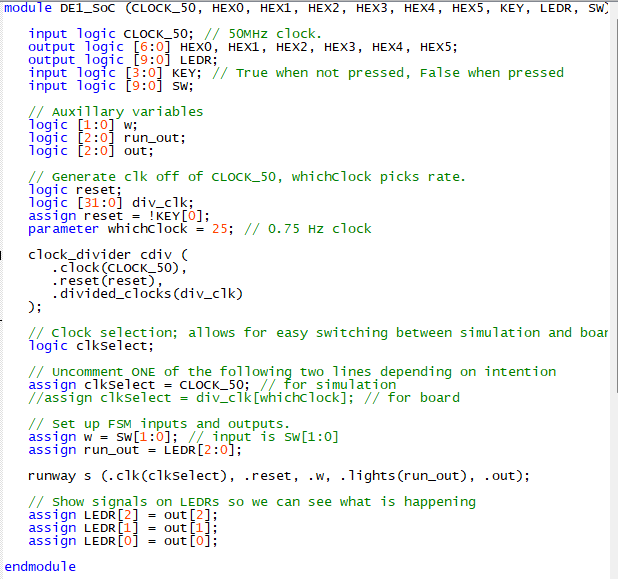 module DE1_SoC (CLOCK_50, HEX0, HEX1, HEX2, HEX3, HEX4, HEX5, KEY, LEDR, SW)
input logic CLOCK_50; // 50MHz clock.
output logic [6:0] HEX0, HEX1, HEX2, HEX3, HEX4, HEX5;
output logic [9:0] LEDR;
input logic [3:0] KEY; // True when not pressed, False when pressed
input logic [9:0] SW;
// Auxillary variables
logic [1:0] w;
logic [2:0] run_out;
logic [2:0] out;
// Generate clk off of CLOCK_50, whichClock picks rate.
logic reset;
logic [31:0] div_clk;
assign reset = !KEY[0];
parameter whichClock = 25; // 0.75 Hz clock
clock_divider cdiv (
.clock(CLOCK_50),
.reset(reset),
.divided_clocks(div_clk)
);
// Clock selection; allows for easy switching between simulation and boar
logic clkSelect;
// Uncomment ONE of the following two lines depending on intention
assign clkSelect = CLOCK_50; // for simulation
//assign clkSelect = div_clk[whichClock]; // for board
// Set up FSM inputs and outputs.
assign w = SW[1:0]; // input is SW[1:0]
assign run_out = LEDR[2:0];
runway s (.clk(clkSelect), .reset, .w, .lights(run_out), .out);
// Show signals on LEDRs so we can see what is happening
assign LEDR[2] = out[2];
assign LEDR[1] = out[1];
assign LEDR[0] = out[0];
endmodule